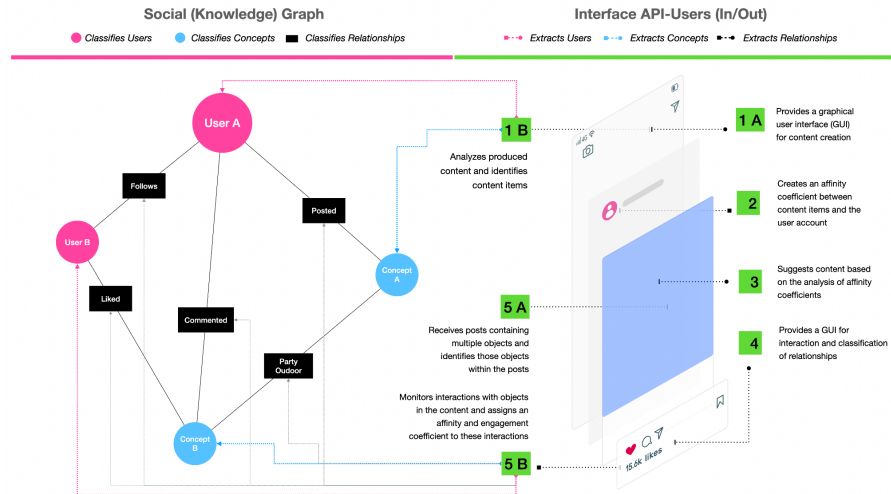 Social (Knowledge) Graph
Interface API-Users (In/Out)
Classifies Users
Classifies Concepts
Classifies Relationships
Extracts Users
Extracts Concepts
Extracts Relationships
User A
Follows
Posted
User B
Concept
A
Liked
Commented
Party
Oudoor
Concept
B
1 B
Analyzes produced
content and identifies
content items
5 A
Receives posts containing
multiple objects and
identifies those objects
within the posts
Monitors interactions with objects
in the content and assigns an
affinity and engagement
coefficient to these interactions
5 B
4G
15.6k likes
1 A
Provides a graphical
user interface (GUI)
for content creation
2
Creates an affinity
coefficient between
content items and the
user account
3
Suggests content based
on the analysis of affinity
coefficients
4
Provides a GUI for
interaction and classification
of relationships